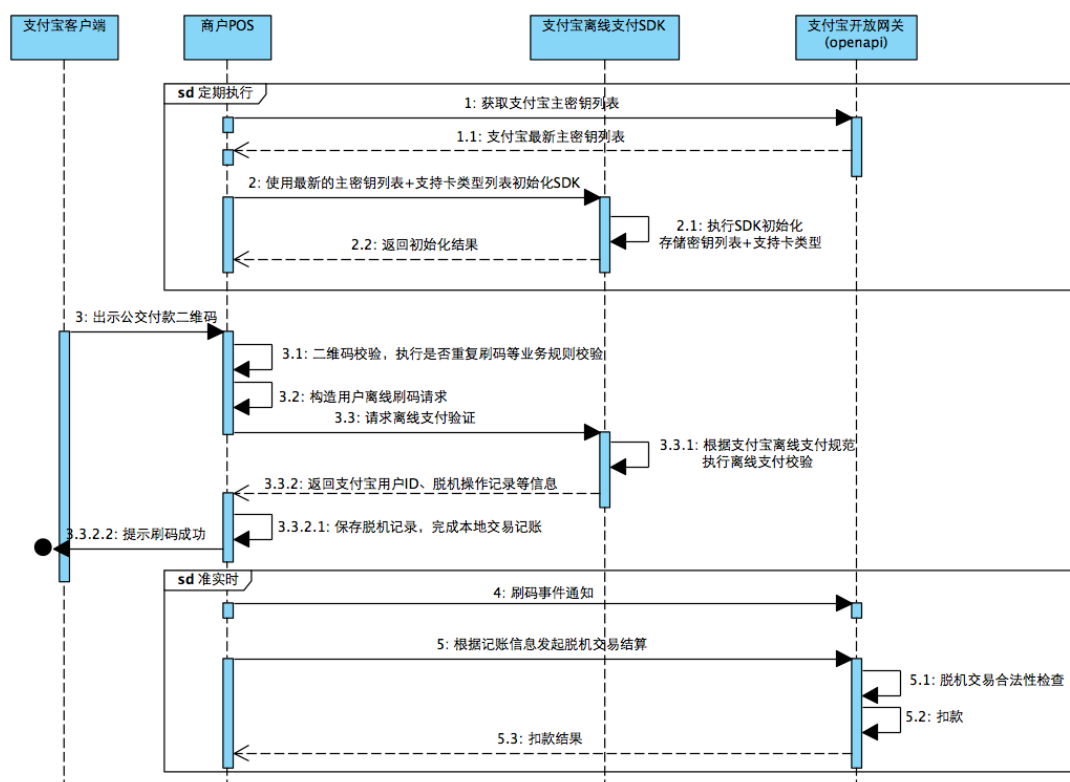 支付宝客户端
商户POS
支付宝离线支付SDK
支付宝开放网关
(openapi)
sd 定期执行
1: 获取支付宝主密钥列表
1.1: 支付宝最新主密钥列表
2: 使用最新的主密钥列表+支持卡类型列表初始化SDK
2.1: 执行SDK初始化
存储密钥列表+支持卡类型
2.2: 返回初始化结果
3: 出示公交付款二维码
3.1: 二维码校验，执行是否重复刷码等业务规则校验
3.2: 构造用户离线刷码请求
3.3: 请求离线支付验证
3.3.1: 根据支付宝离线支付规范
执行离线支付校验
3.3.2: 返回支付宝用户ID、脱机操作记录等信息
3.3.2.1: 保存脱机记录，完成本地交易记账
3.3.2.2: 提示刷码成功
sd 准实时
4: 刷码事件通知
5: 根据记账信息发起脱机交易结算
5.1: 脱机交易合法性检查
5.2: 扣款
5.3: 扣款结果